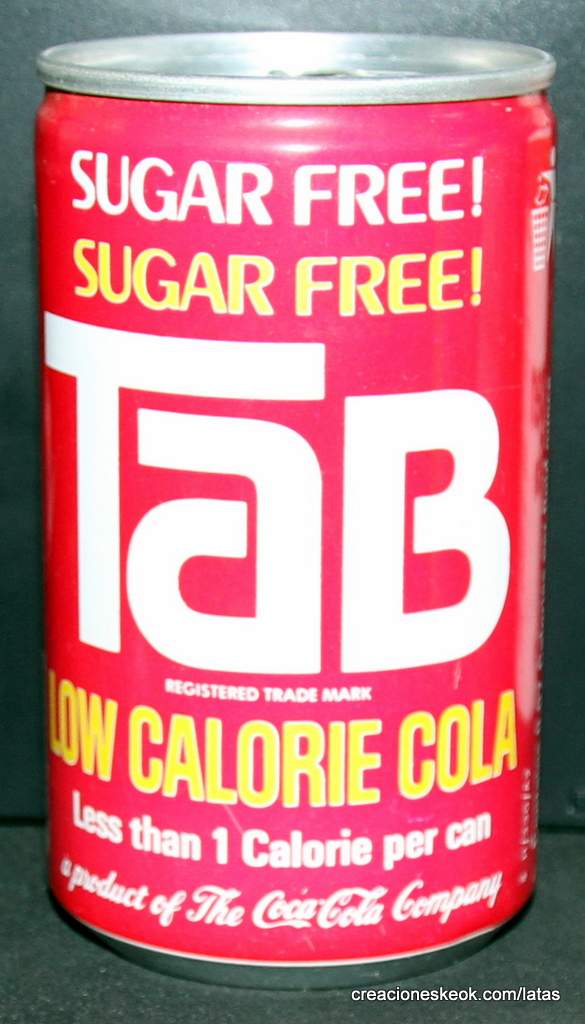 SUGAR FREE!
SUGAR FREE!
TaB
REGISTERED TRADE MARK
LOW CALORIE COLA
Less than 1 Calorie per can
a product of The Coca-Cola Company
creacioneskeok.com/latas